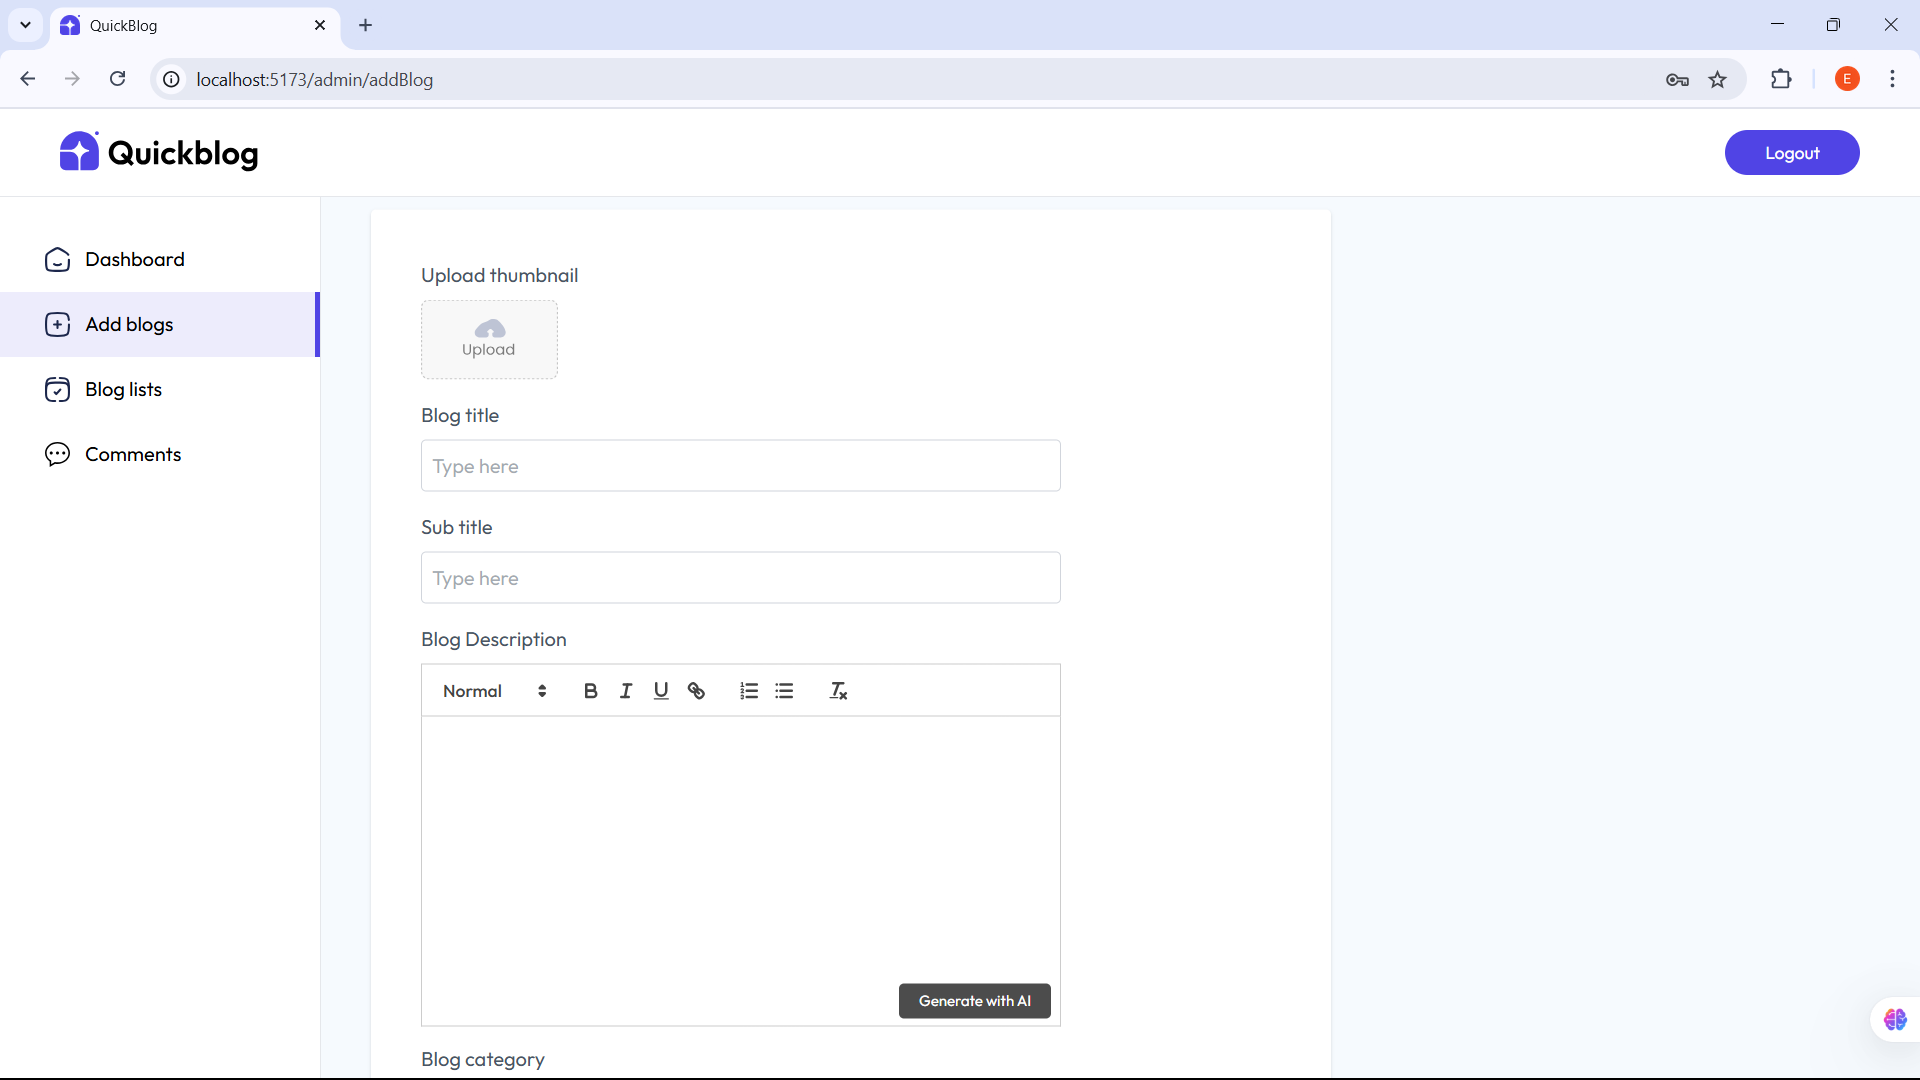 QuickBlog
localhost:5173/admin/addBlog
E
Quickblog
Logout
Dashboard
Add blogs
Blog lists
Comments
Upload thumbnail
Upload
Blog title
Type here
Sub title
Type here
Blog Description
Normal
Generate with AI
Blog category